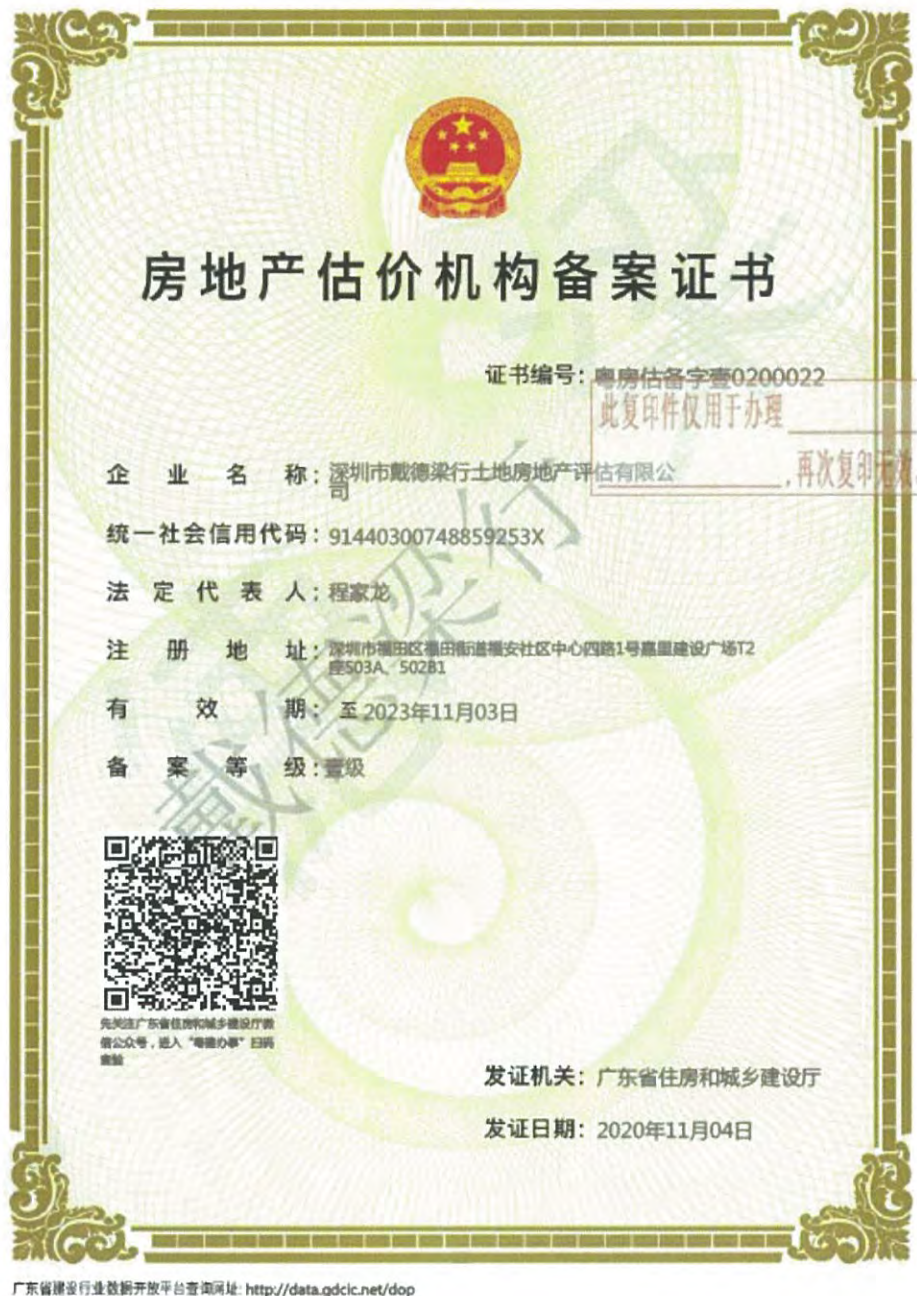 房地产估价机构备案证书
证书编号：粤房估备字壹0200022
此复印件仅用于办理
，再次复印无效
企业名称：深圳市戴德梁行土地房地产评估有限公
司
统一社会信用代码：91440300748859253X
法定代表人：程家龙
注册地址：深圳市福田区福田街道福安社区中心四路1号嘉里建设广场T2
座503A、502B1
有效期：至2023年11月03日
备案等级：壹级
戴德梁行
先关注广东省住房和城乡建设厅微
信公众号，进入“粤建办事”扫码
查验
发证机关：广东省住房和城乡建设厅
发证日期：2020年11月04日
广东省建设行业数据开放平台查询网址: http://data.gdcic.net/dop